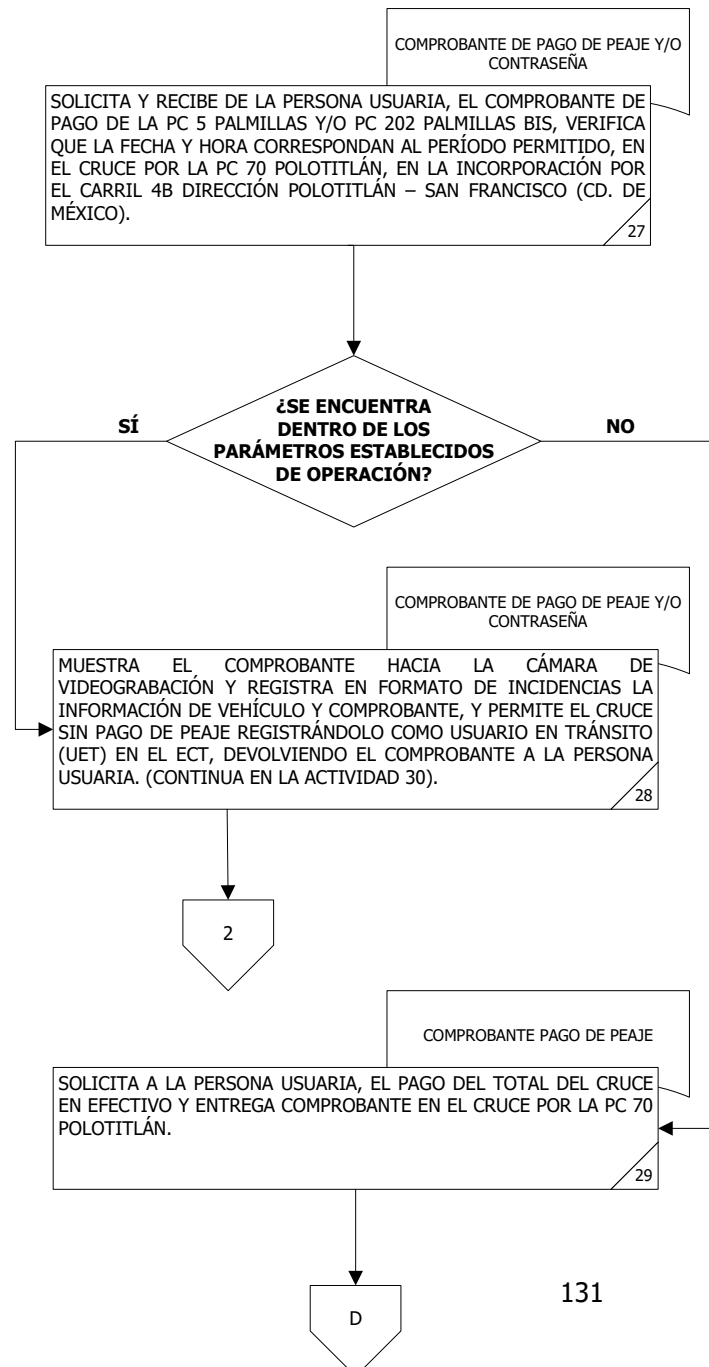 COMPROBANTE DE PAGO DE PEAJE Y/O
CONTRASEÑA
SOLICITA Y RECIBE DE LA PERSONA USUARIA, EL COMPROBANTE DE
PAGO DE LA PC 5 PALMILLAS Y/O PC 202 PALMILLAS BIS, VERIFICA
QUE LA FECHA Y HORA CORRESPONDAN AL PERÍODO PERMITIDO, EN
EL CRUCE POR LA PC 70 POLOTITLÁN, EN LA INCORPORACIÓN POR
EL CARRIL 4B DIRECCIÓN POLOTITLÁN – SAN FRANCISCO (CD. DE
MÉXICO).
27
¿SE ENCUENTRA
DENTRO DE LOS
PARÁMETROS ESTABLECIDOS
DE OPERACIÓN?
SÍ
NO
COMPROBANTE DE PAGO DE PEAJE Y/O
CONTRASEÑA
MUESTRA EL COMPROBANTE HACIA LA CÁMARA DE
VIDEOGRABACIÓN Y REGISTRA EN FORMATO DE INCIDENCIAS LA
INFORMACIÓN DE VEHÍCULO Y COMPROBANTE, Y PERMITE EL CRUCE
SIN PAGO DE PEAJE REGISTRÁNDOLO COMO USUARIO EN TRÁNSITO
(UET) EN EL ECT, DEVOLVIENDO EL COMPROBANTE A LA PERSONA
USUARIA. (CONTINUA EN LA ACTIVIDAD 30).
28
2
COMPROBANTE PAGO DE PEAJE
SOLICITA A LA PERSONA USUARIA, EL PAGO DEL TOTAL DEL CRUCE
EN EFECTIVO Y ENTREGA COMPROBANTE EN EL CRUCE POR LA PC 70
POLOTITLÁN.
29
D
131